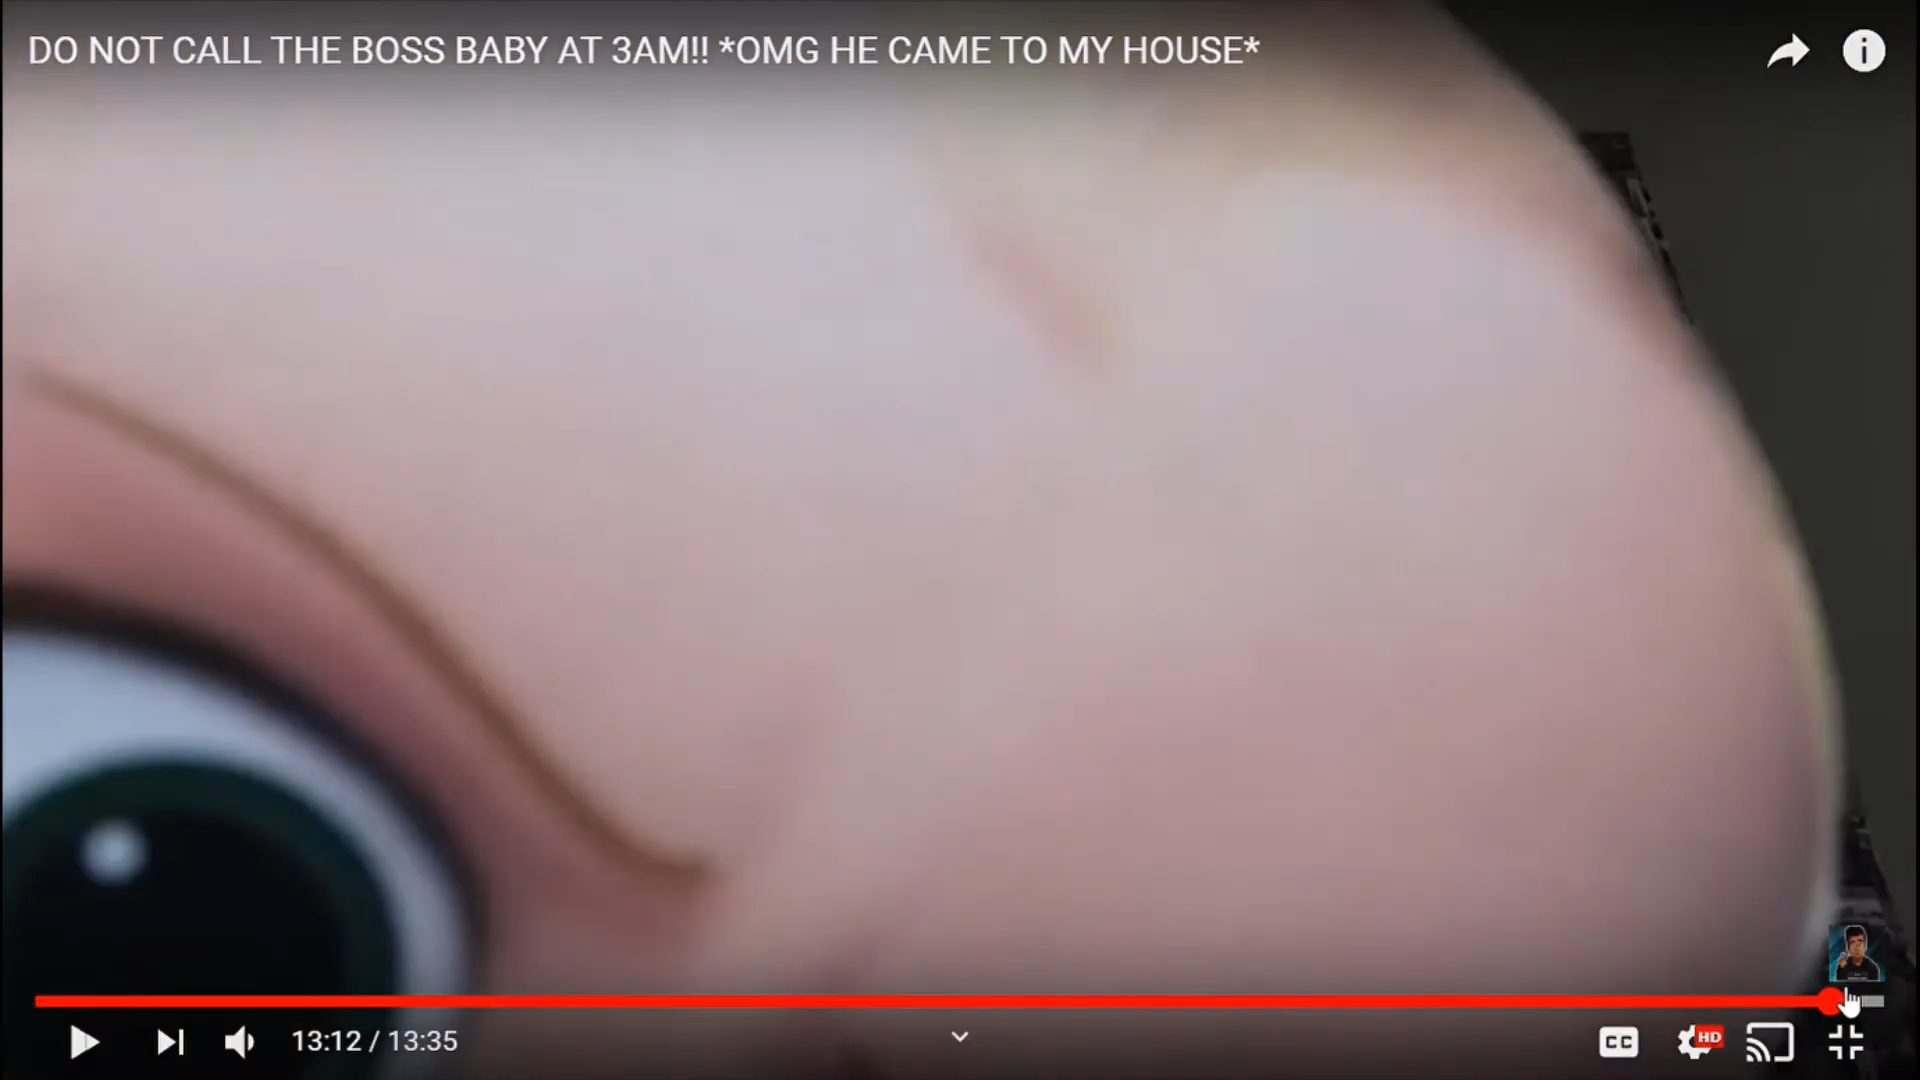 DO NOT CALL THE BOSS BABY AT 3AM!! *OMG HE CAME TO MY HOUSE*
13:12 / 13:35
CC
HD